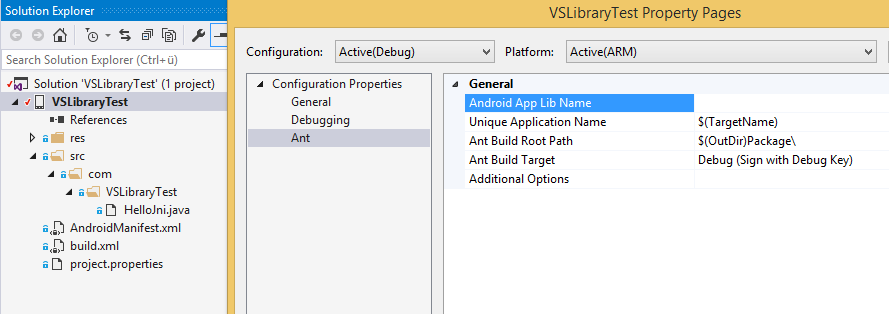 Solution Explorer
Search Solution Explorer (Ctrl+ü)
Solution 'VSLibraryTest' (1 project)
VSLibraryTest
References
res
src
com
VSLibraryTest
HelloJni.java
AndroidManifest.xml
build.xml
project.properties
VSLibraryTest Property Pages
Configuration: Active(Debug) Platform: Active(ARM)
Configuration Properties
General
Debugging
Ant
General
Android App Lib Name
Unique Application Name $(TargetName)
Ant Build Root Path $(OutDir)Package\
Ant Build Target Debug (Sign with Debug Key)
Additional Options